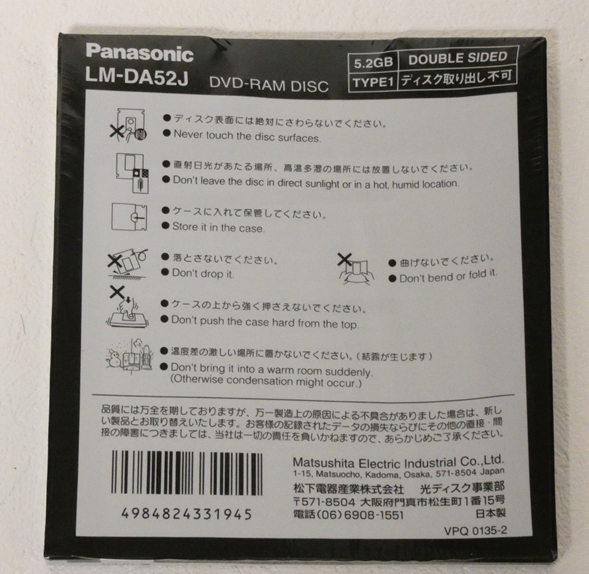 Panasonic
LM-DA52J DVD-RAM DISC
5.2GB DOUBLE SIDED
TYPE1 ディスク取り出し不可
● ディスク表面には絶対にさわらないでください。
● Never touch the disc surfaces.
● 直射日光があたる場所、高温多湿の場所には放置しないでください。
● Don't leave the disc in direct sunlight or in a hot, humid location.
● ケースに入れて保管してください。
● Store it in the case.
● 落とさないでください。
● Don't drop it.
● 曲げないでください。
● Don't bend or fold it.
● ケースの上から強く押さえないでください。
● Don't push the case hard from the top.
● 温度差の激しい場所に置かないでください。(結露が生じます)
● Don't bring it into a warm room suddenly.
(Otherwise condensation might occur.)
品質には万全を期しておりますが、万一製造上の原因による不具合がありました場合は、新し
い製品とお取り替えいたします。お客様の記録されたデータの損失ならびにその他の直接・間
接の障害につきましては、当社は一切の責任を負いかねますので、あらかじめご了承ください。
4984824331945
Matsushita Electric Industrial Co.,Ltd.
1-15, Matsuocho, Kadoma, Osaka, 571-8504 Japan
松下電器産業株式会社 光ディスク事業部
〒571-8504 大阪府門真市松生町1番15号
電話(06)6908-1551 日本製
VPQ 0135-2